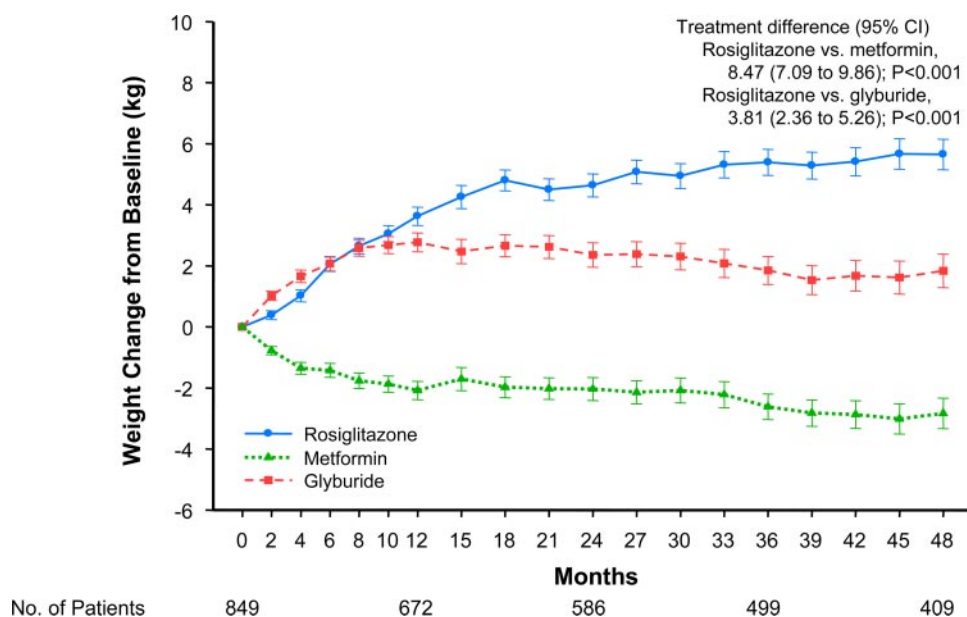 10
8
6
4
2
0
-2
-4
-6
Weight Change from Baseline (kg)
Treatment difference (95% CI)
Rosiglitazone vs. metformin,
8.47 (7.09 to 9.86); P<0.001
Rosiglitazone vs. glyburide,
3.81 (2.36 to 5.26); P<0.001
Rosiglitazone
Metformin
Glyburide
0 2 4 6 8 10 12 15 18 21 24 27 30 33 36 39 42 45 48
Months
No. of Patients 849 672 586 499 409